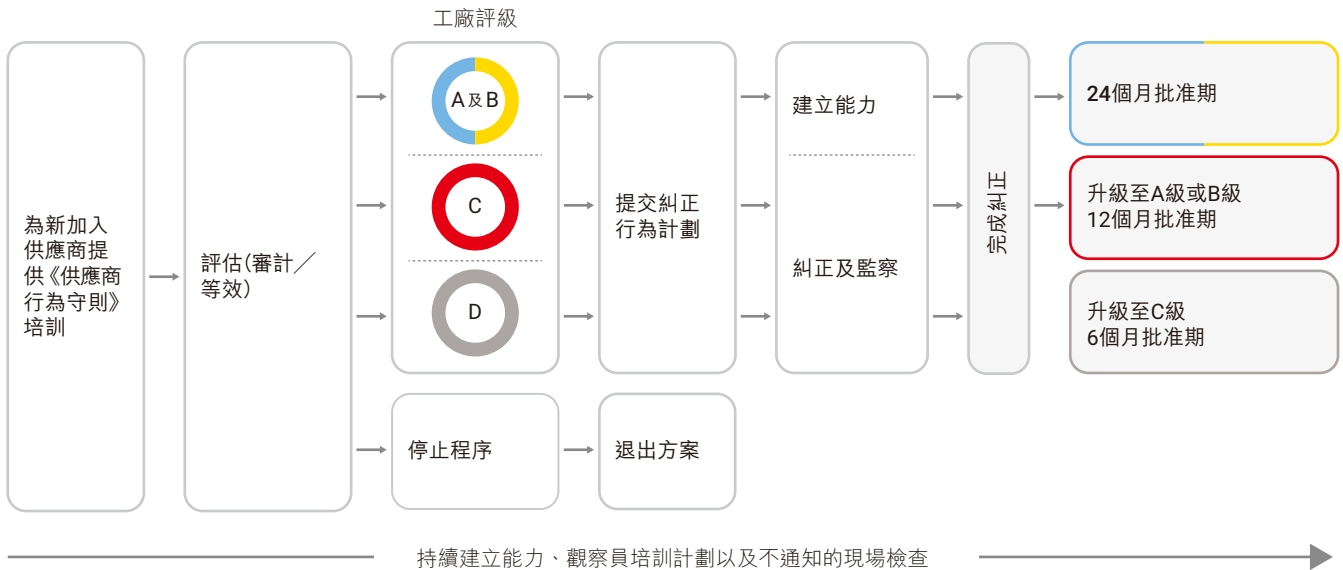 工廠評級
為新加入
供應商提
供《供應商
行為守則》
培訓
評估(審計／
等效)
A及B
C
D
停止程序
提交糾正
行為計劃
退出方案
建立能力
糾正及監察
完成糾正
24個月批准期
升級至A級或B級
12個月批准期
升級至C級
6個月批准期
持續建立能力、觀察員培訓計劃以及不通知的現場檢查